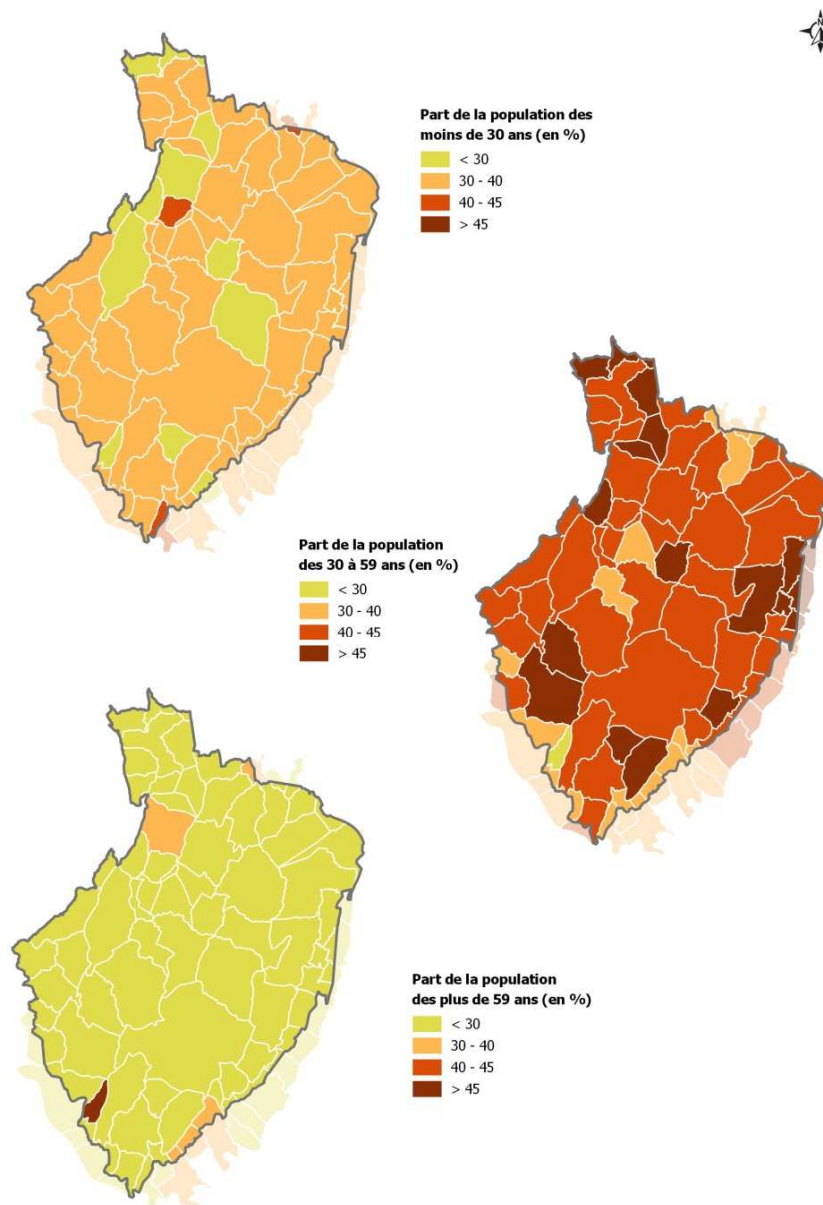 N
Part de la population des
moins de 30 ans (en %)
< 30
30 - 40
40 - 45
> 45
Part de la population
des 30 à 59 ans (en %)
< 30
30 - 40
40 - 45
> 45
Part de la population
des plus de 59 ans (en %)
< 30
30 - 40
40 - 45
> 45